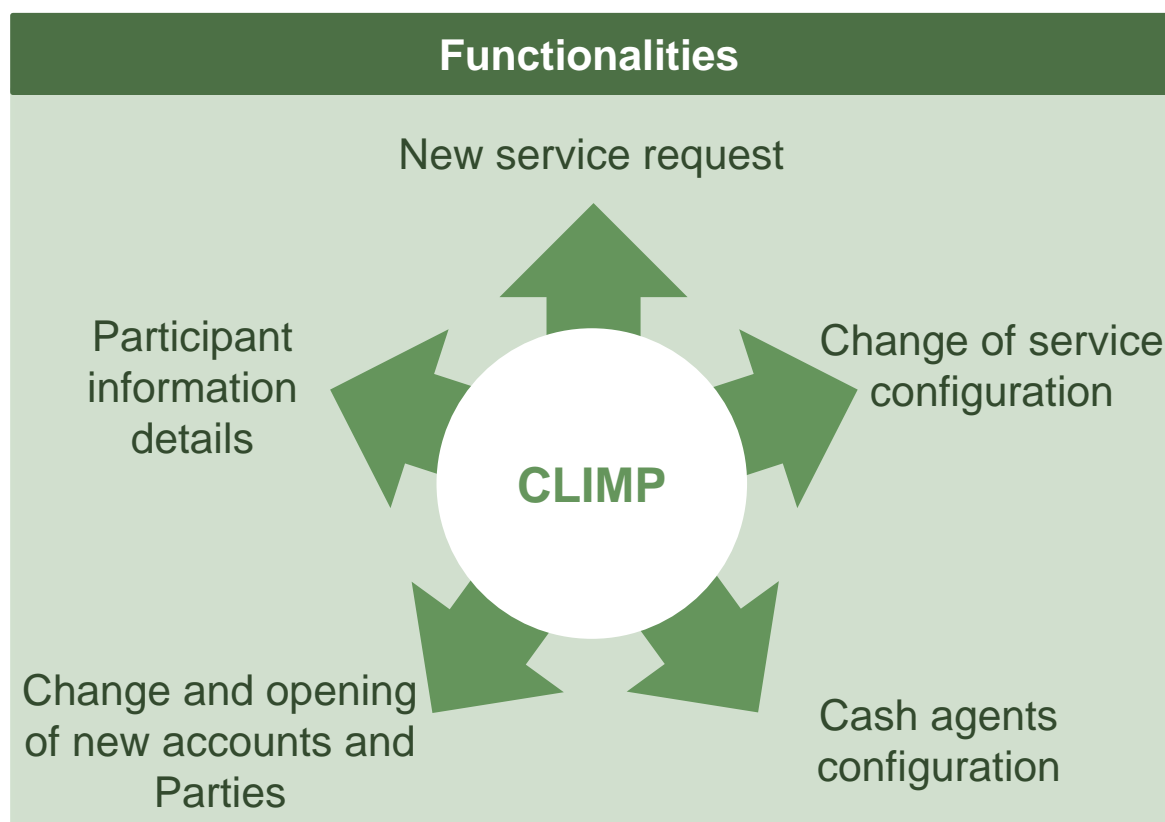 Functionalities
New service request
Participant
information
details
Change of service
configuration
CLIMP
Change and opening
of new accounts and
Parties
Cash agents
configuration